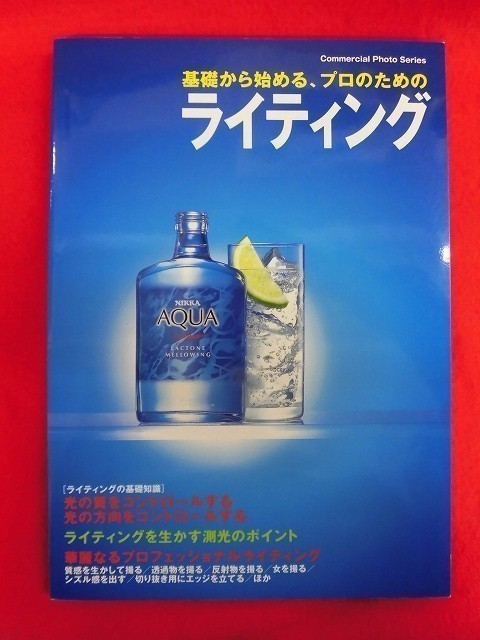 Commercial Photo Series
基礎から始める、プロのための
ライティング
NIKKA
AQUA
LACTONE
MELLOWING
[ライティングの基礎知識]
光の質をコントロールする
光の方向をコントロールする
ライティングを生かす測光のポイント
華麗なるプロフェッショナルライティング
質感を生かして撮る/透過物を撮る/反射物を撮る/女を撮る/
シズル感を出す/切り抜き用にエッジを立てる/ほか